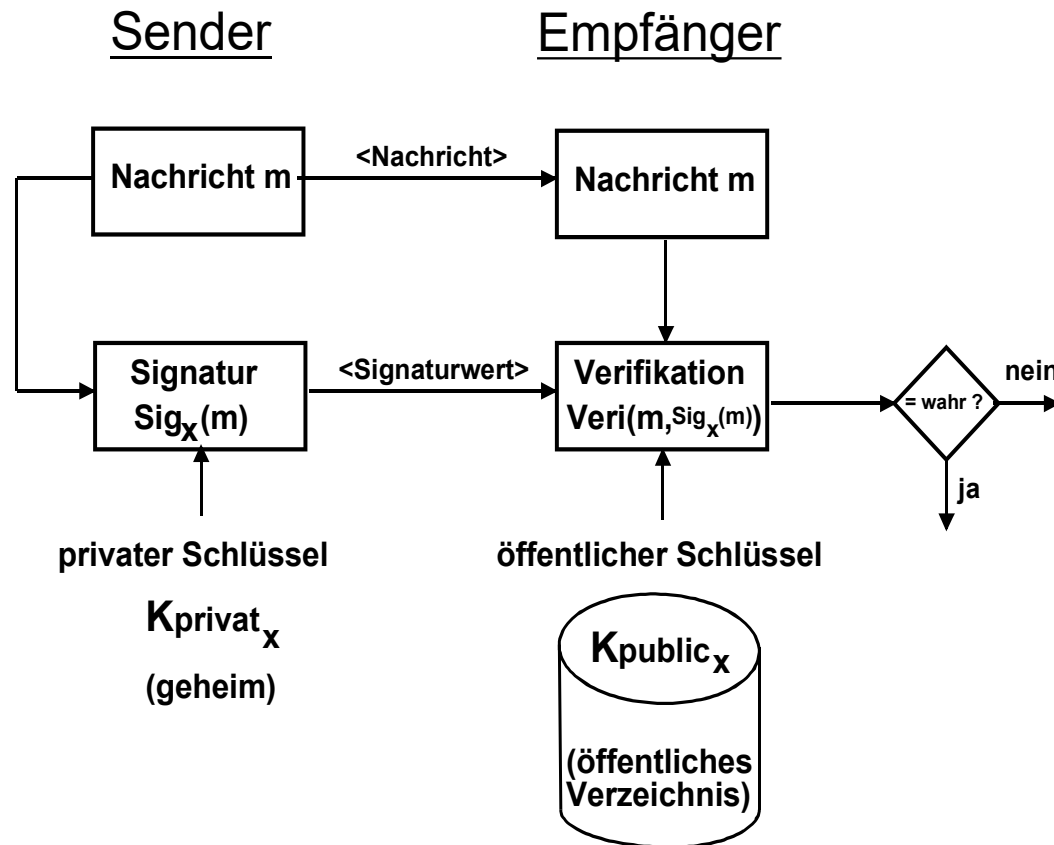 Sender
Empfänger
Nachricht m
<Nachricht>
Nachricht m
Signatur
Sigx(m)
<Signaturwert>
Verifikation
Veri(m,Sigx(m))
= wahr ?
nein
ja
privater Schlüssel
Kprivatx
(geheim)
öffentlicher Schlüssel
Kpublicx
(öffentliches
Verzeichnis)